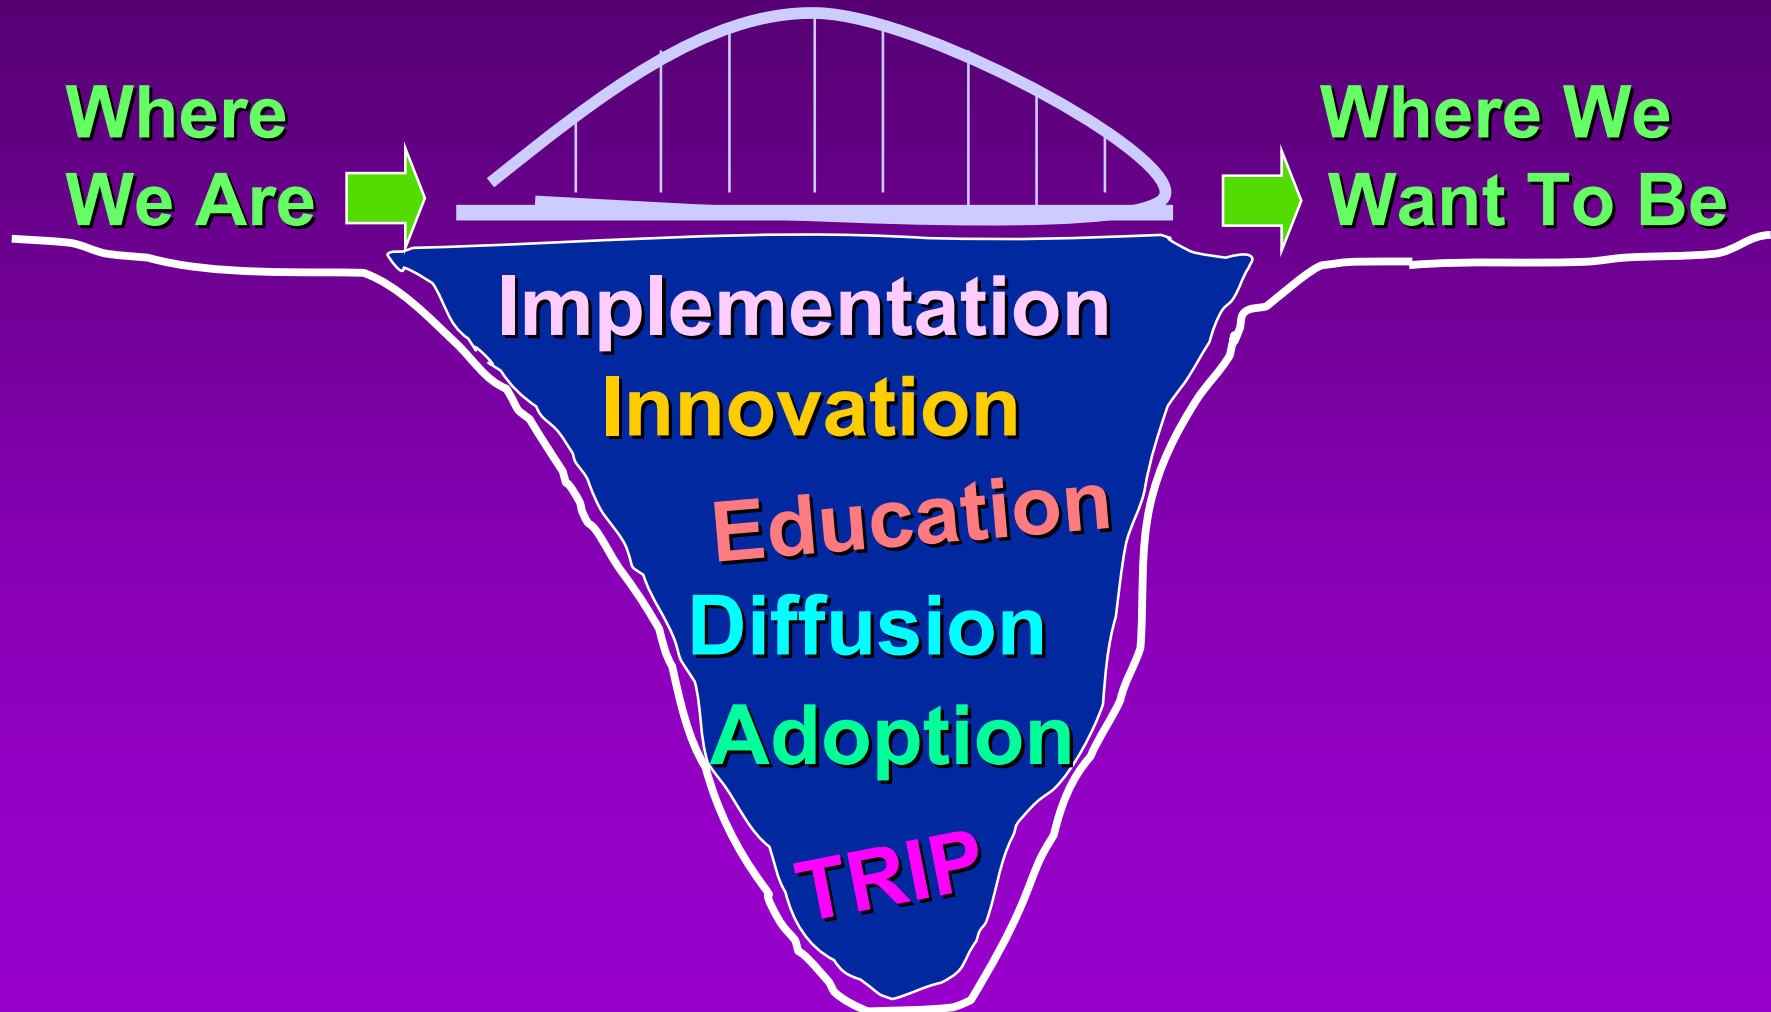 Where
We Are
Where We
Want To Be
Implementation
Innovation
Education
Diffusion
Adoption
TRIP